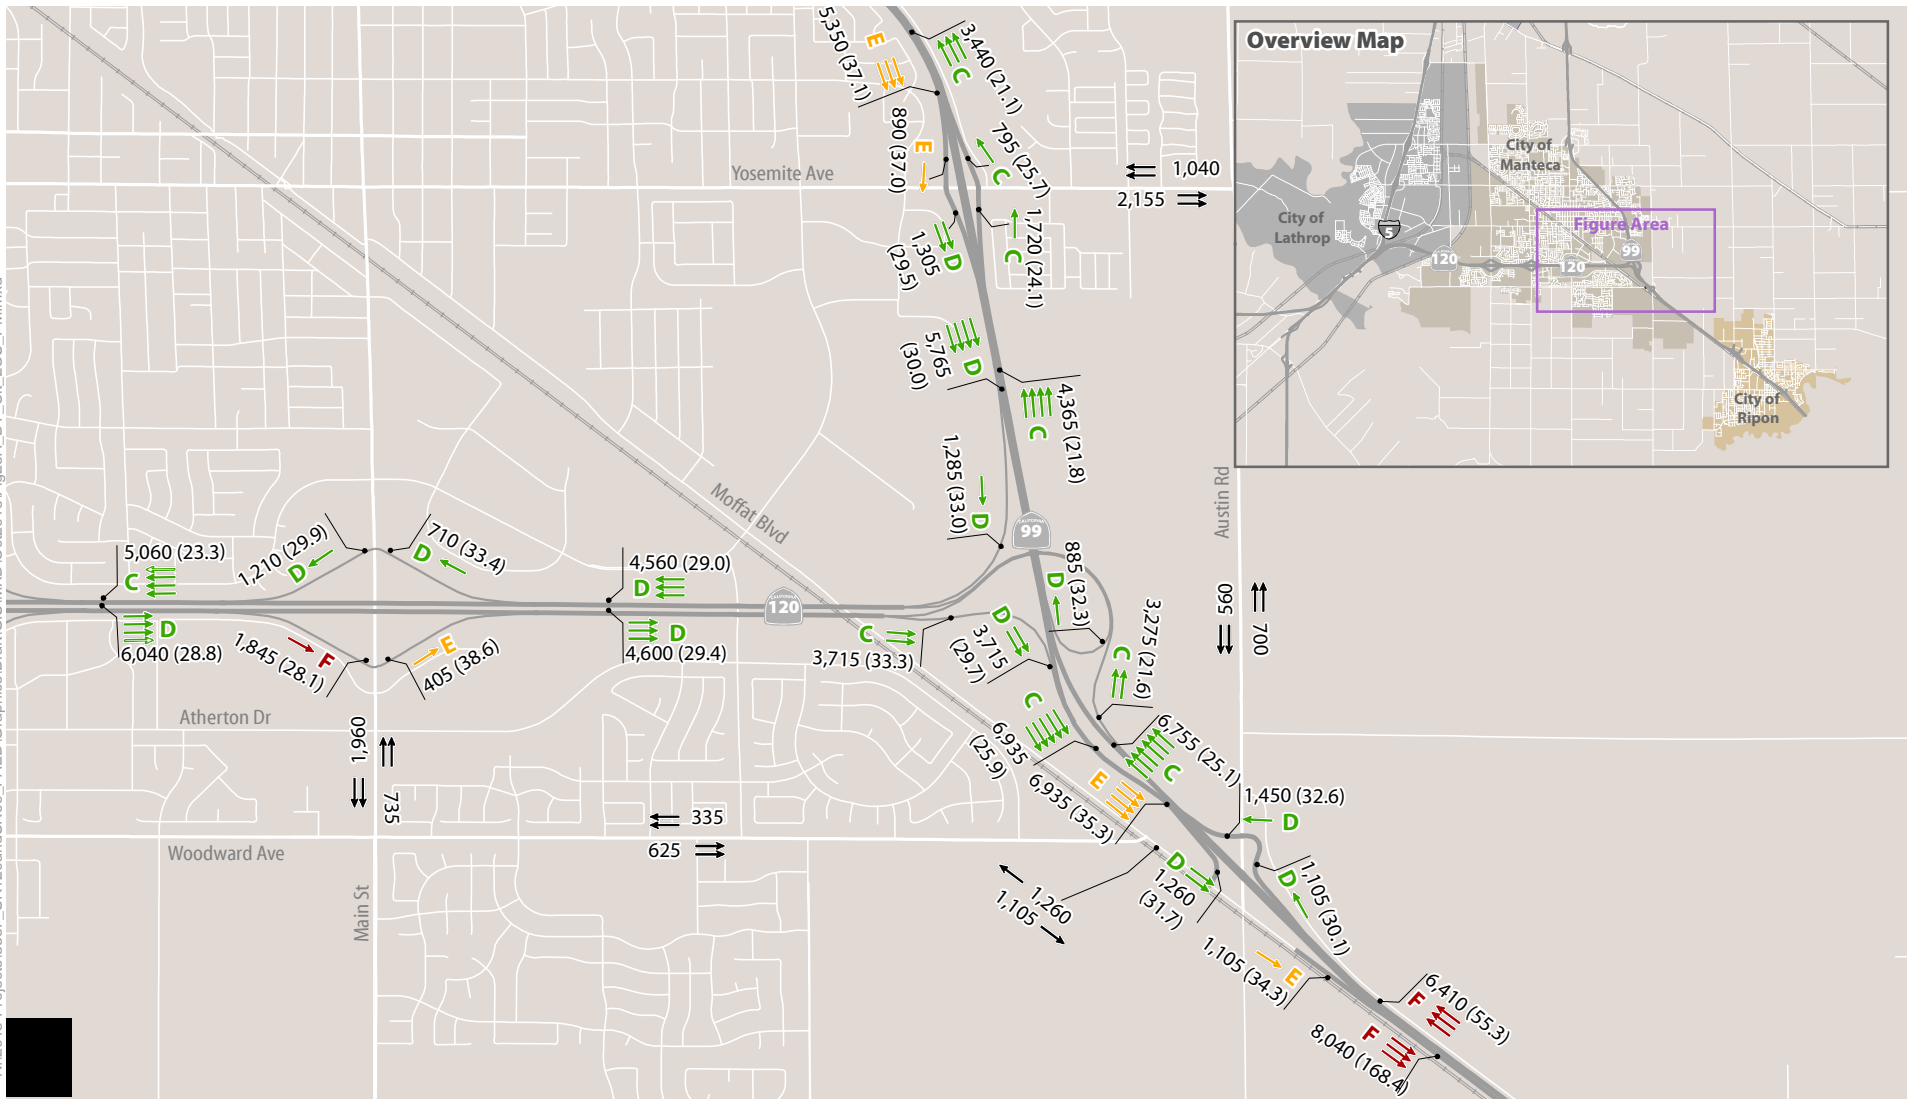 5,350 (37.1)
E
3,440 (21.1)
C
Overview Map
City of
Manteca
City of
Lathrop
5
120
120
99
Figure Area
City of
Ripon
890 (37.0)
E
795 (25.7)
C
Yosemite Ave
1,040
2,155
1,305
(29.5)
D
1,720 (24.1)
C
5,765
(30.0)
D
4,365 (21.8)
C
1,285 (33.0)
D
Moffat Blvd
Austin Rd
CALIFORNIA
99
885 (32.3)
D
5,060 (23.3)
C
1,210 (29.9)
D
710 (33.4)
D
4,560 (29.0)
D
CALIFORNIA
120
D
6,040 (28.8)
1,845 (28.1)
F
E
405 (38.6)
D
4,600 (29.4)
C
3,715 (33.3)
D
3,715
(29.7)
3,275 (21.6)
C
560
700
Atherton Dr
1,960
735
C
6,935
(25.9)
6,755 (25.1)
C
E
6,935 (35.3)
1,450 (32.6)
D
335
625
Woodward Ave
Main St
D
1,260
(31.7)
1,105 (30.1)
D
1,260
1,105
1,105 (34.3)
E
6,410 (55.3)
F
F
8,040 (168.4)